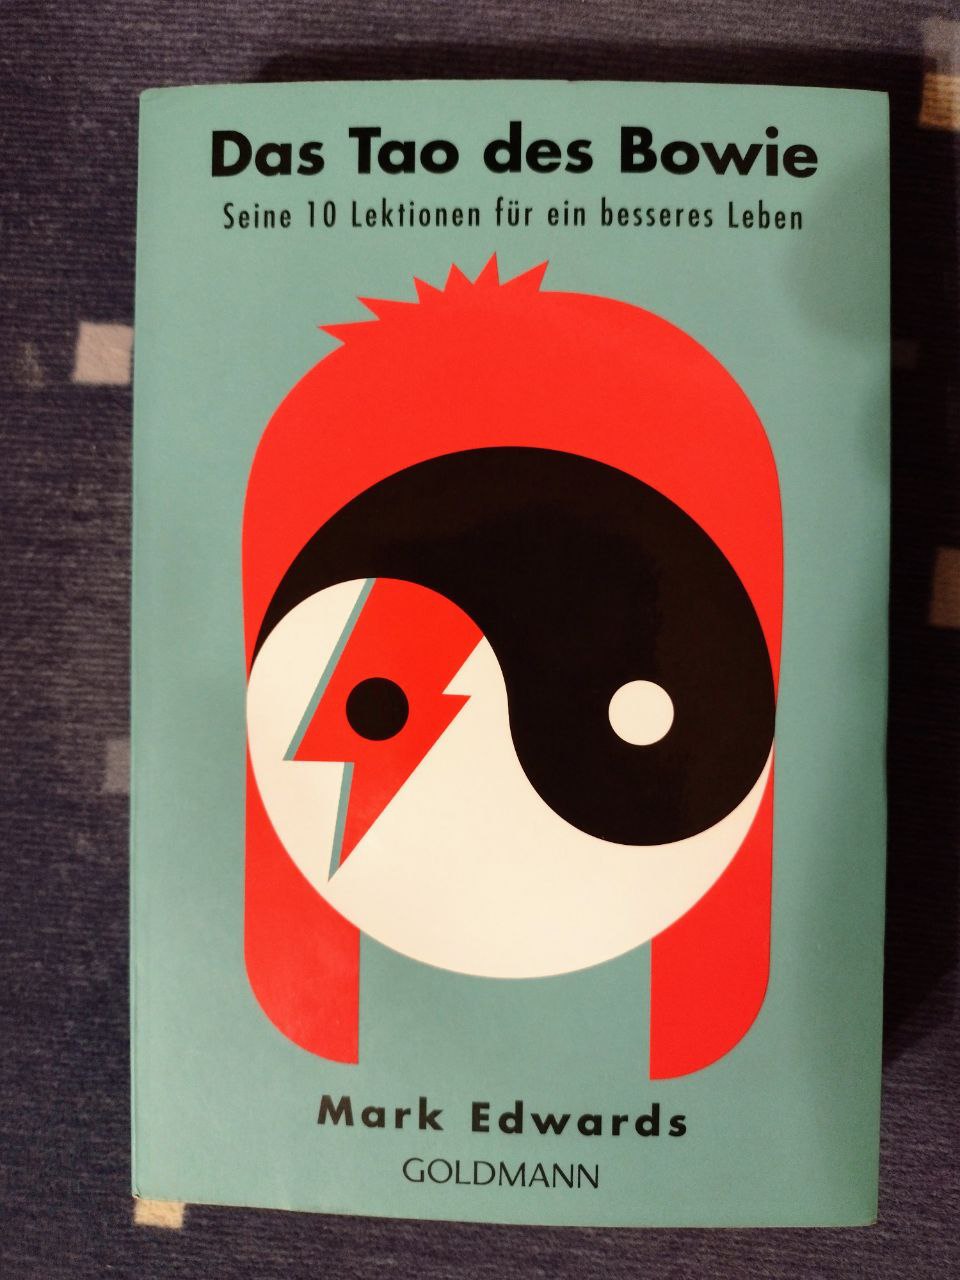 Das Tao des Bowie
Seine 10 Lektionen für ein besseres Leben
Mark Edwards
GOLDMANN